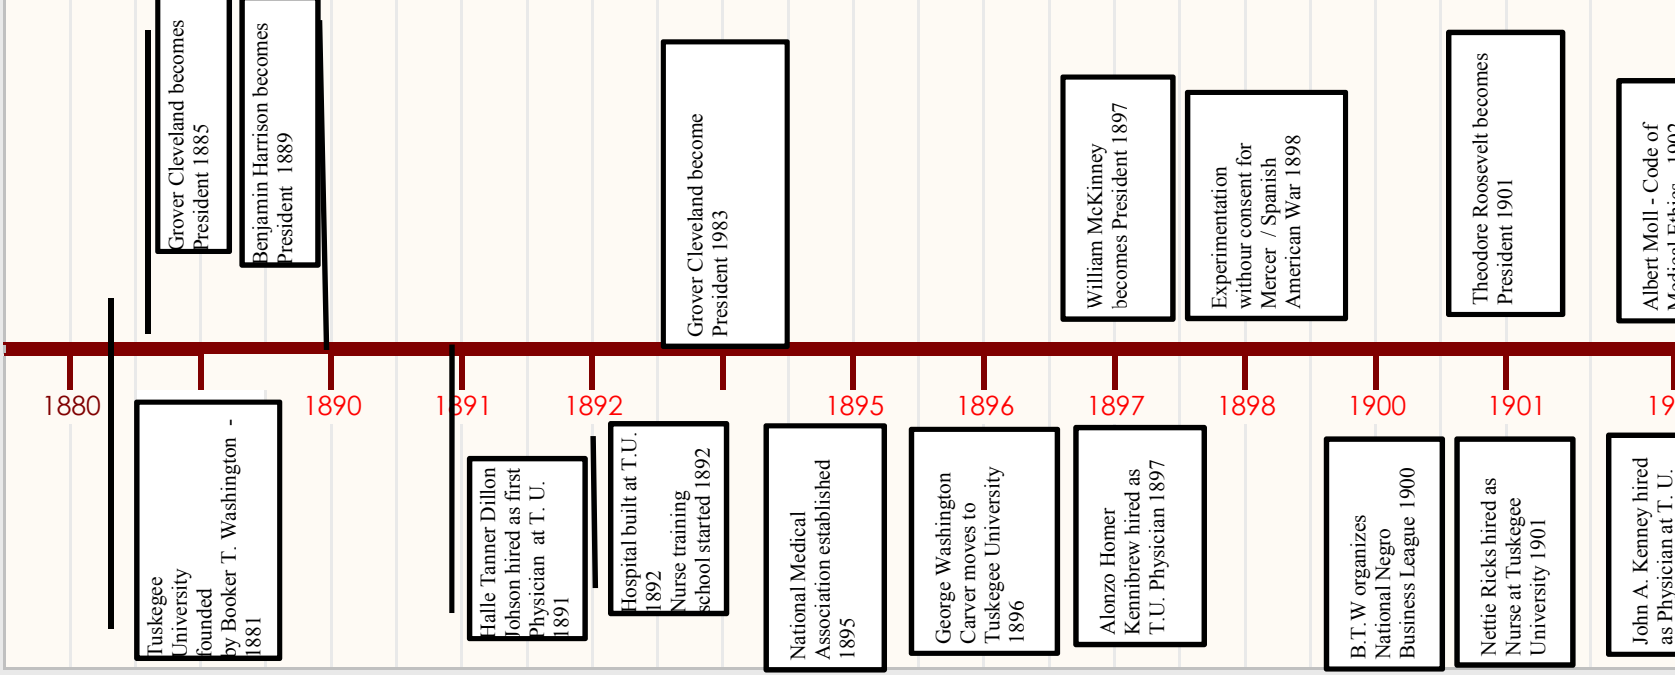 Grover Cleveland becomes
President 1885
Benjamin Harrison becomes
President 1889
Grover Cleveland become
President 1983
William McKinney
becomes President 1897
Experimentation
withour consent for
Mercer / Spanish
American War 1898
Theodore Roosevelt becomes
President 1901
Albert Moll - Code of
1880
1890
1891
1892
1895
1896
1897
1898
1900
1901
Tuskegee
University
founded
by Booker T. Washington -
1881
Halle Tanner Dillon
Johson hired as first
Physician at T. U.
1891
Hospital built at T.U.
1892
Nurse training
school started 1892
National Medical
Association established
1895
George Washington
Carver moves to
Tuskegee University
1896
Alonzo Homer
Kennibrew hired as
T.U. Physician 1897
B.T.W organizes
National Negro
Business League 1900
Nettie Ricks hired as
Nurse at Tuskegee
University 1901
John A. Kenney hired
as Physician at T. U.